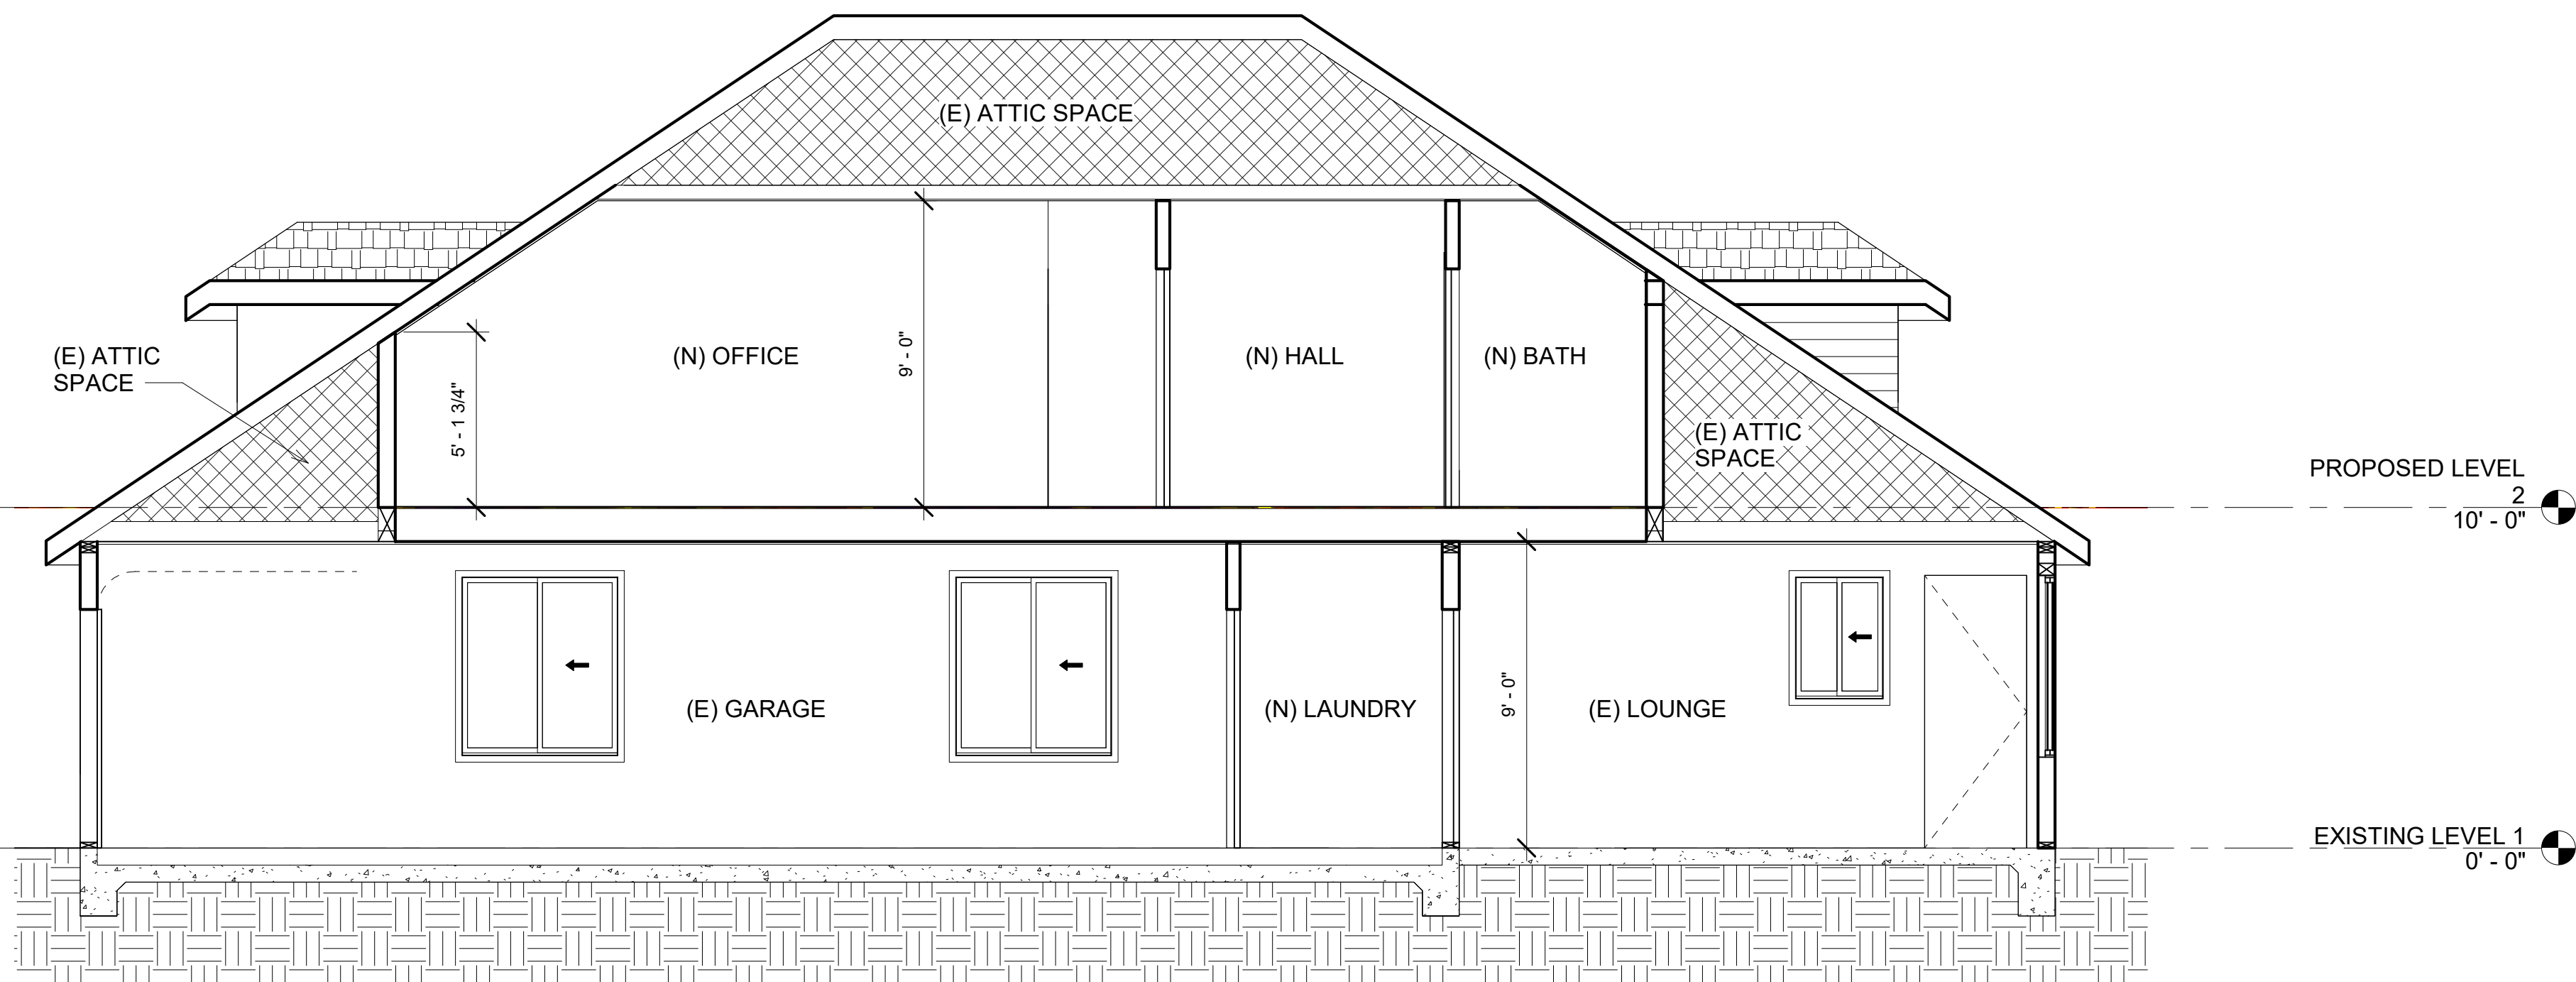 (E) ATTIC SPACE
(E) ATTIC
SPACE
5' - 1 3/4"
(N) OFFICE
9' - 0"
(N) HALL
(N) BATH
(E) ATTIC
SPACE
PROPOSED LEVEL
2
10' - 0"
(E) GARAGE
(N) LAUNDRY
9' - 0"
(E) LOUNGE
EXISTING LEVEL 1
0' - 0"